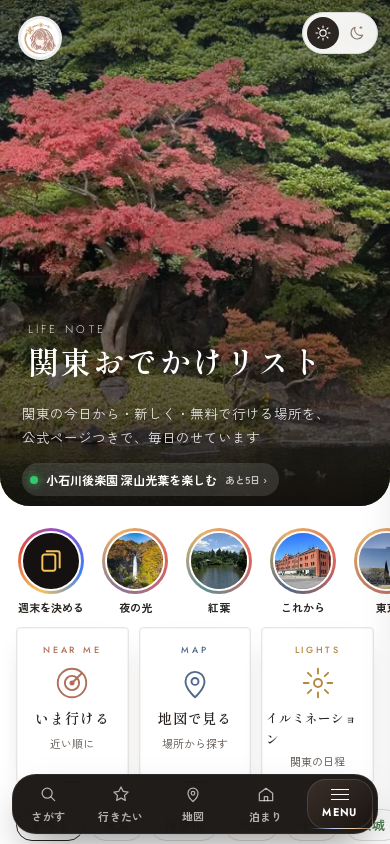 LIFE NOTE
関東おでかけリスト
関東の今日から・新しく・無料で行ける場所を、
公式ページつきで、毎日のせています
小石川後楽園 深山光葉を楽しむ あと5日 ›
週末を決める 夜の光 紅葉 これから
NEAR ME MAP LIGHTS
いま行ける 地図で見る イルミネーショ
ン
近い順に 場所から探す 関東の日程
さがす 行きたい 地図 泊まり MENU
城